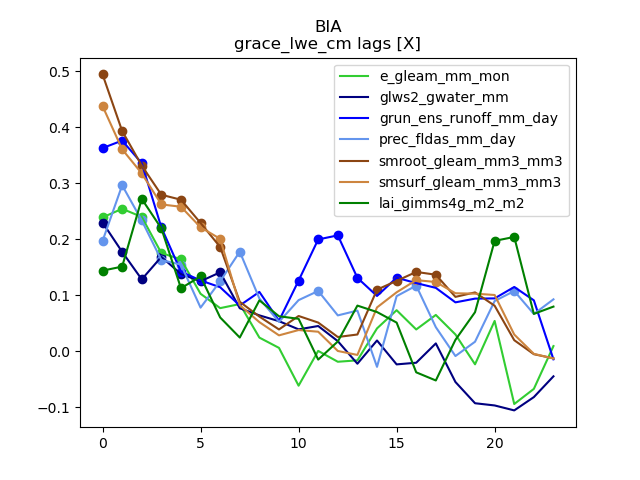 BIA
grace_lwe_cm lags [X]
e_gleam_mm_mon
glws2_gwater_mm
grun_ens_runoff_mm_day
prec_fldas_mm_day
smroot_gleam_mm3_mm3
smsurf_gleam_mm3_mm3
lai_gimms4g_m2_m2
0.5
0.4
0.3
0.2
0.1
0.0
−0.1
0 5 10 15 20